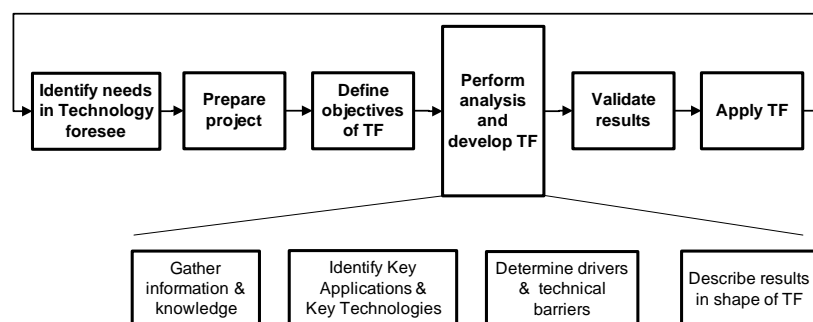 Identify needs
in Technology
foresee
Prepare
project
Define
objectives
of TF
Perform
analysis
and
develop TF
Validate
results
Apply TF
Gather
information &
knowledge
Identify Key
Applications &
Key Technologies
Determine drivers
& technical
barriers
Describe results
in shape of TF